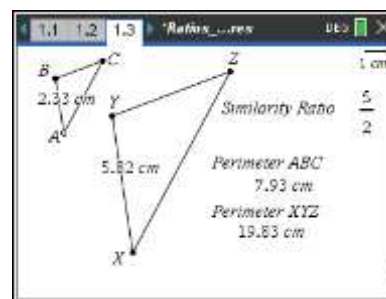 1.1 1.2 1.3 *Ratios_...res DEG
1 cm
B C Z
2.33 cm Y
A
Similarity Ratio 5
2
5.82 cm
Perimeter ABC
7.93 cm
Perimeter XYZ
19.83 cm
X